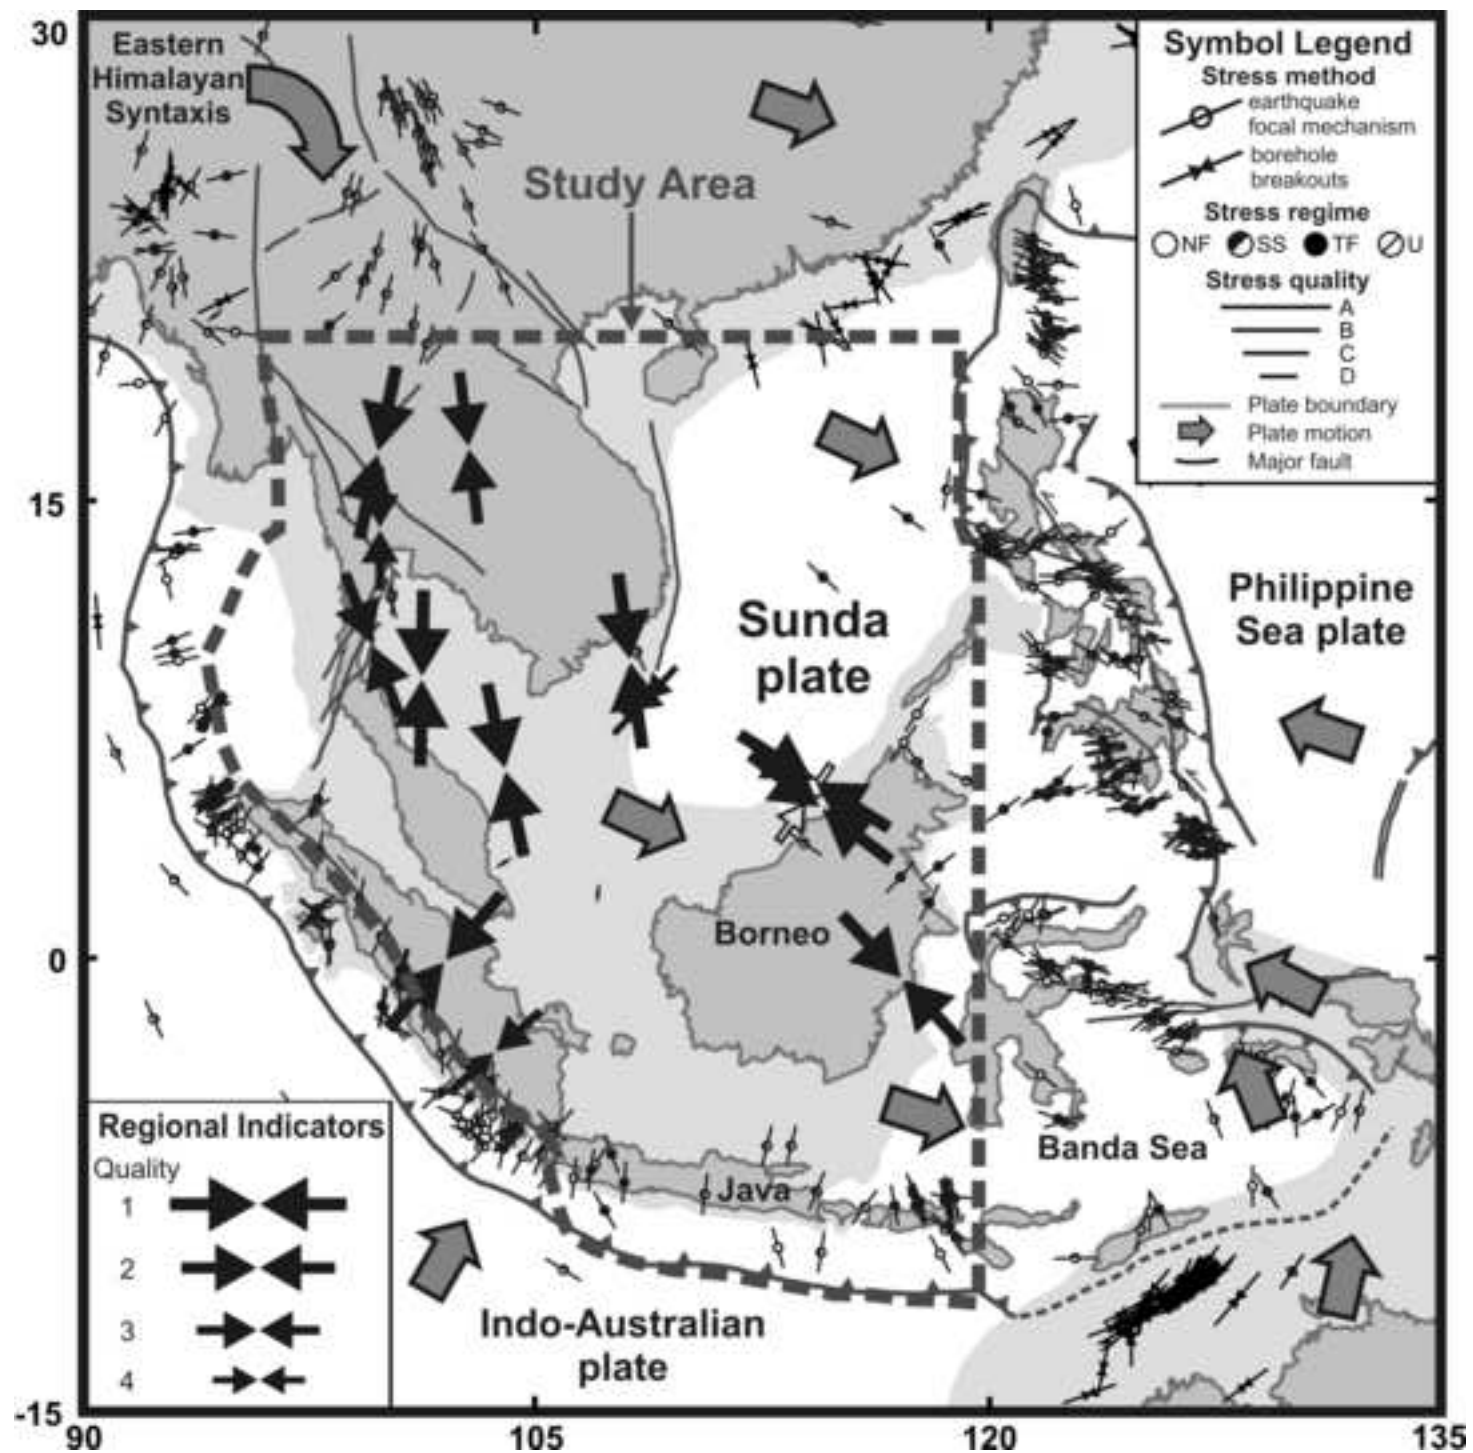 30
15
0
-15
90
105
120
135
Eastern
Himalayan
Syntaxis
Study Area
Sunda
plate
Philippine
Sea plate
Borneo
Banda Sea
Java
Indo-Australian
plate
Symbol Legend
Stress method
earthquake
focal mechanism
borehole
breakouts
Stress regime
NF SS TF U
Stress quality
A
B
C
D
Plate boundary
Plate motion
Major fault
Regional Indicators
Quality
1
2
3
4